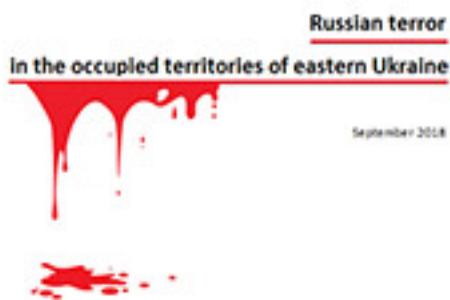 Russian terror
in the occupied territories of eastern Ukraine
September 2018